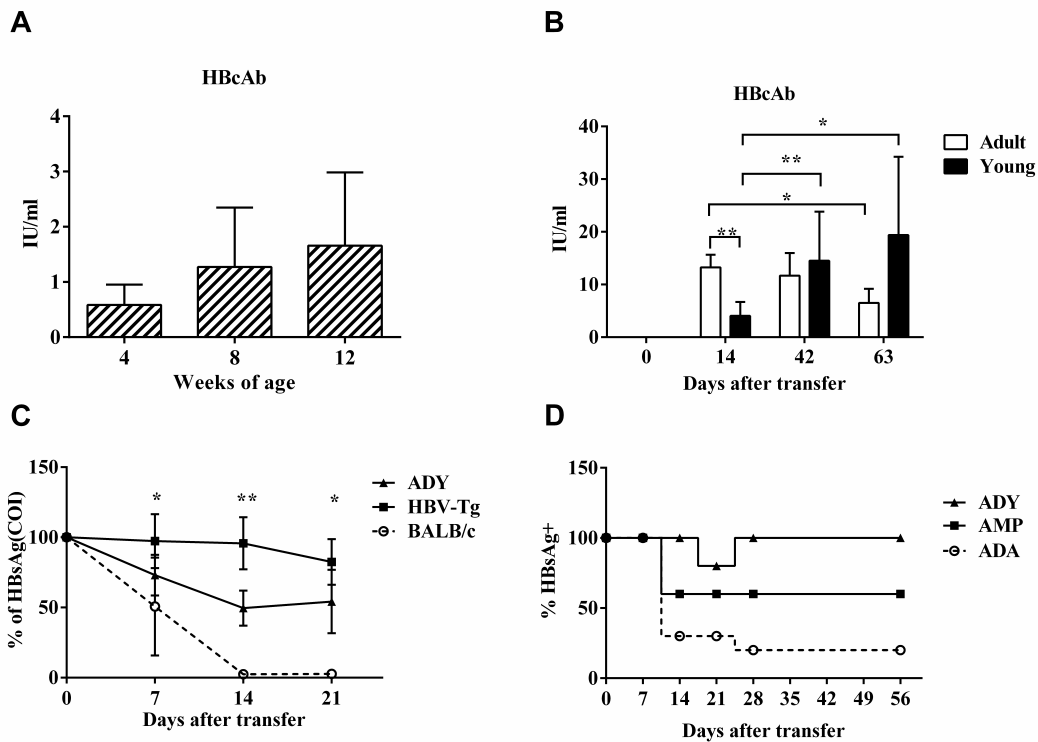 A
HBcAb
IU/ml
4
3
2
1
0
4 8 12
Weeks of age
B
HBcAb
IU/ml
40
30
20
10
0
*
**
*
**
Adult
Young
0 14 42 63
Days after transfer
C
% of HBsAg(COI)
150
100
50
0
* ** *
ADY
HBV-Tg
BALB/c
0 7 14 21
Days after transfer
D
% HBsAg+
150
100
50
0
ADY
AMP
ADA
0 7 14 21 28 35 42 49 56
Days after transfer